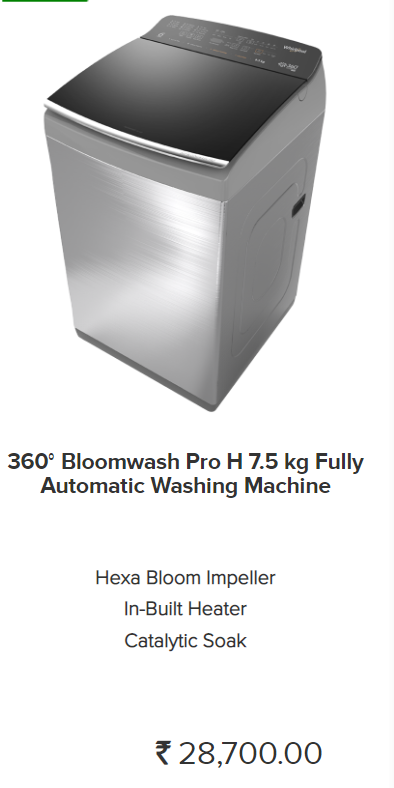 Whirlpool
360° Bloomwash Pro H 7.5 kg Fully
Automatic Washing Machine
Hexa Bloom Impeller
In-Built Heater
Catalytic Soak
₹ 28,700.00